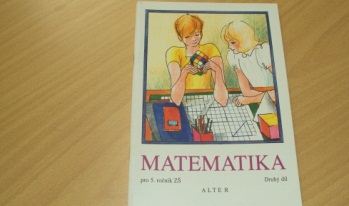 MATEMATIKA
pro 5. ročník ZŠ Druhý díl
ALTER